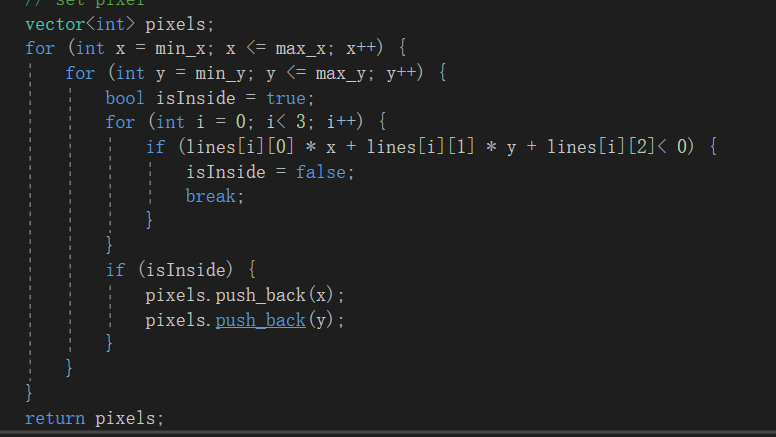 // set pixel
vector<int> pixels;
for (int x = min_x; x <= max_x; x++) {
for (int y = min_y; y <= max_y; y++) {
bool isInside = true;
for (int i = 0; i< 3; i++) {
if (lines[i][0] * x + lines[i][1] * y + lines[i][2]< 0) {
isInside = false;
break;
}
}
if (isInside) {
pixels.push_back(x);
pixels.push_back(y);
}
}
}
return pixels;